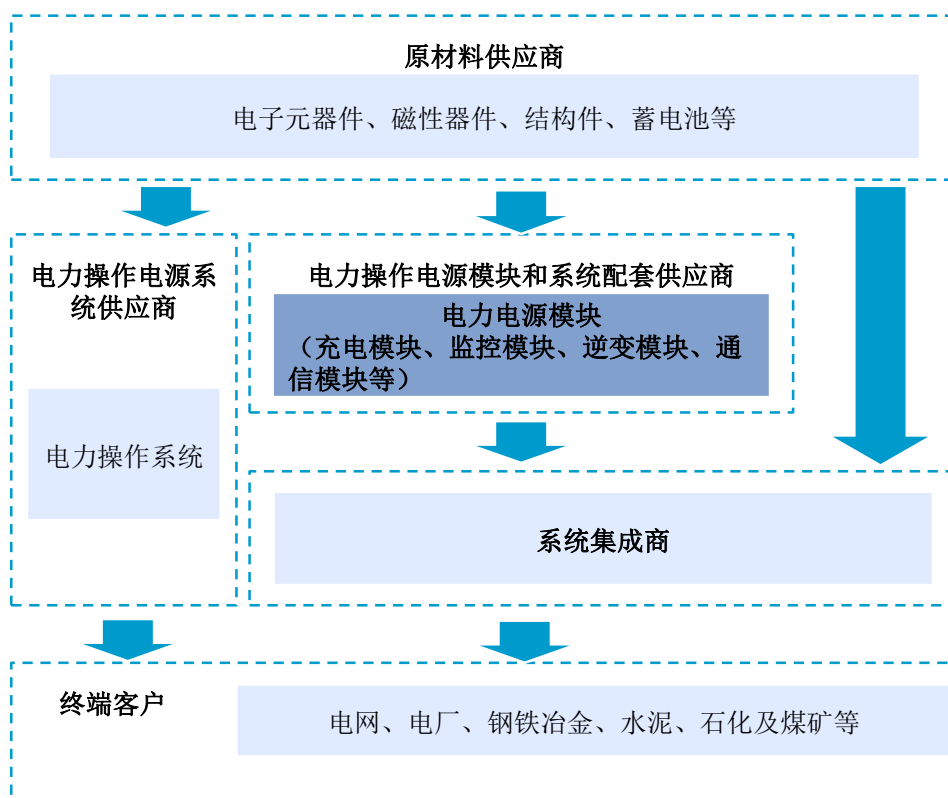 原材料供应商
电子元器件、磁性器件、结构件、蓄电池等
电力操作电源系
统供应商
电力操作系统
电力操作电源模块和系统配套供应商
电力电源模块
（充电模块、监控模块、逆变模块、通
信模块等）
系统集成商
终端客户
电网、电厂、钢铁冶金、水泥、石化及煤矿等